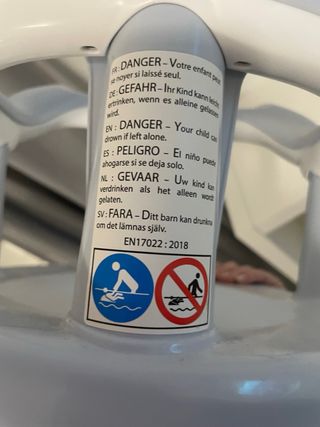 FR : DANGER – Votre enfant peut
se noyer si laissé seul.
DE : GEFAHR – Ihr Kind kann leicht
ertrinken, wenn es alleine gelassen
wird.
EN : DANGER – Your child can
drown if left alone.
ES : PELIGRO – El niño puede
ahogarse si se deja solo.
NL : GEVAAR – Uw kind kan
verdrinken als het alleen wordt
gelaten.
SV : FARA – Ditt barn kan drunkna
om det lämnas själv.
EN17022 : 2018